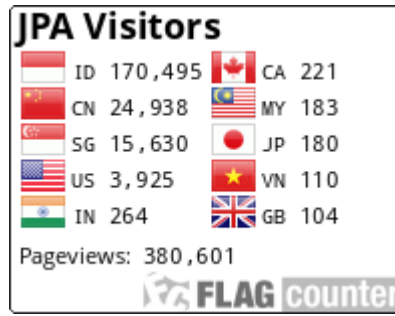 JPA Visitors
ID 170,495 CA 221
CN 24,938 MY 183
SG 15,630 JP 180
US 3,925 VN 110
IN 264 GB 104
Pageviews: 380,601
FLAG counter